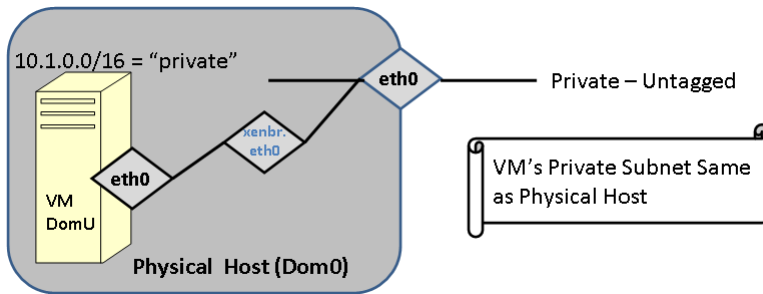 10.1.0.0/16 = “private”
eth0
Private – Untagged
xenbr.
eth0
eth0
VM
DomU
VM’s Private Subnet Same
as Physical Host
Physical Host (Dom0)